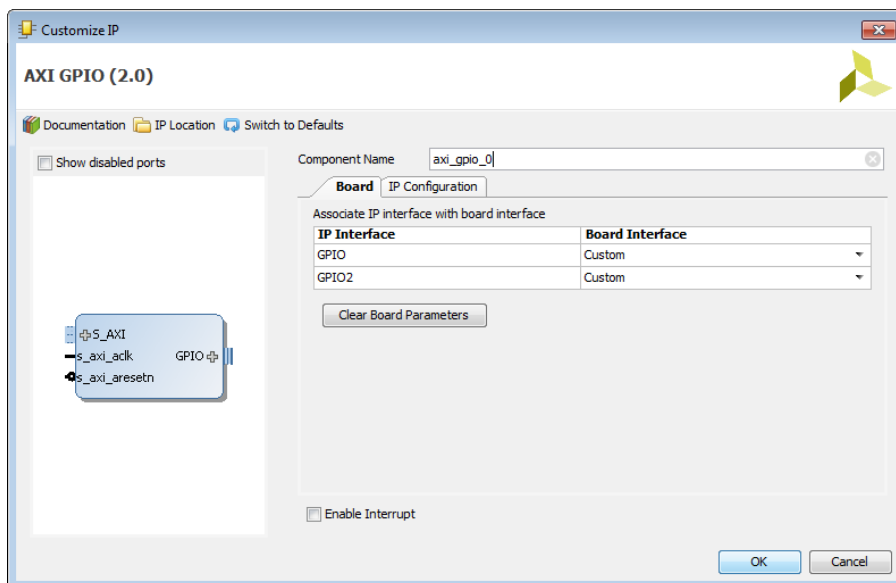 Customize IP
AXI GPIO (2.0)
Documentation IP Location Switch to Defaults
Show disabled ports
S_AXI
s_axi_aclk GPIO
s_axi_aresetn
Component Name axi_gpio_0
Board IP Configuration
Associate IP interface with board interface
IP Interface Board Interface
GPIO Custom
GPIO2 Custom
Clear Board Parameters
Enable Interrupt
OK Cancel